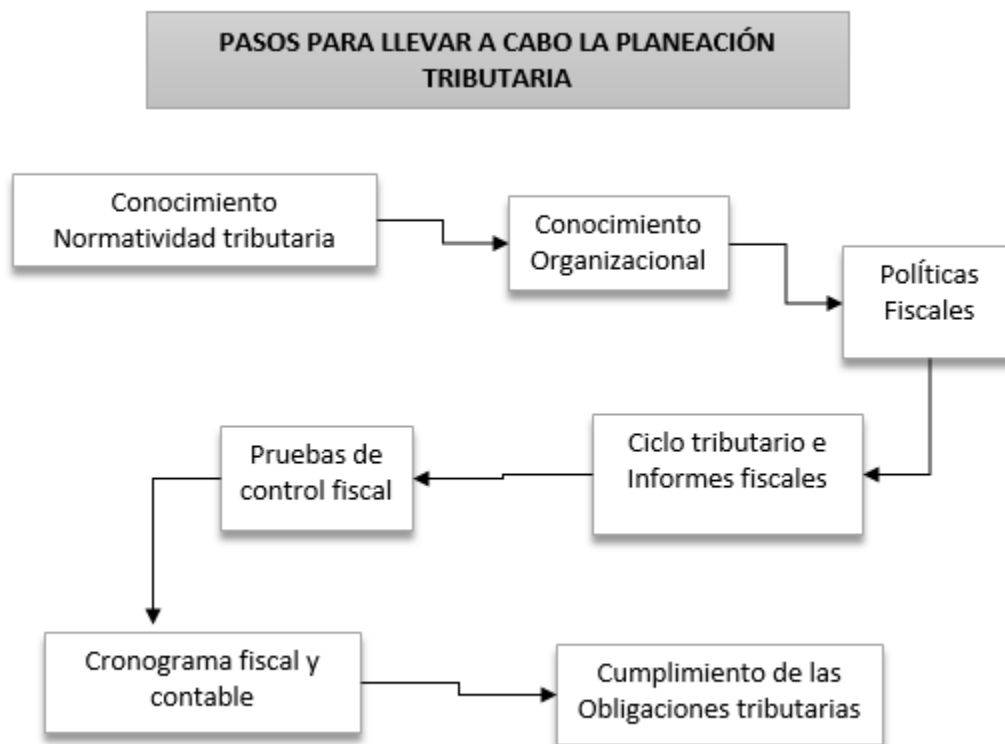 PASOS PARA LLEVAR A CABO LA PLANEACIÓN
TRIBUTARIA
Conocimiento
Normatividad tributaria
Conocimiento
Organizacional
PolÍticas
Fiscales
Ciclo tributario e
Informes fiscales
Pruebas de
control fiscal
Cronograma fiscal y
contable
Cumplimiento de las
Obligaciones tributarias